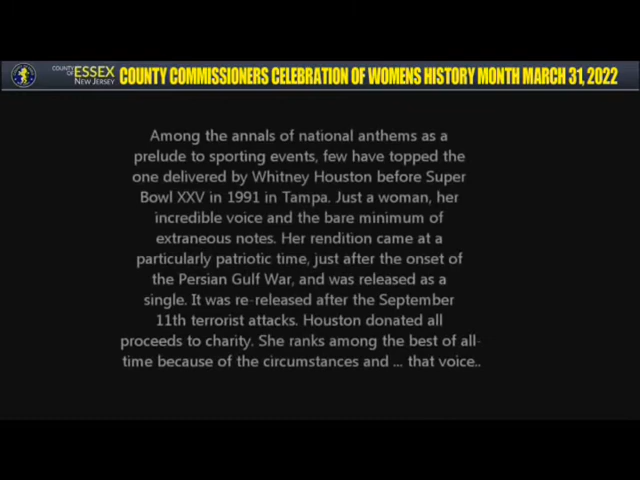 COUNTY OF ESSEX NEW JERSEY
COUNTY COMMISSIONERS CELEBRATION OF WOMENS HISTORY MONTH MARCH 31, 2022
Among the annals of national anthems as a
prelude to sporting events, few have topped the
one delivered by Whitney Houston before Super
Bowl XXV in 1991 in Tampa. Just a woman, her
incredible voice and the bare minimum of
extraneous notes. Her rendition came at a
particularly patriotic time, just after the onset of
the Persian Gulf War, and was released as a
single. It was re-released after the September
11th terrorist attacks. Houston donated all
proceeds to charity. She ranks among the best of all-
time because of the circumstances and ... that voice..